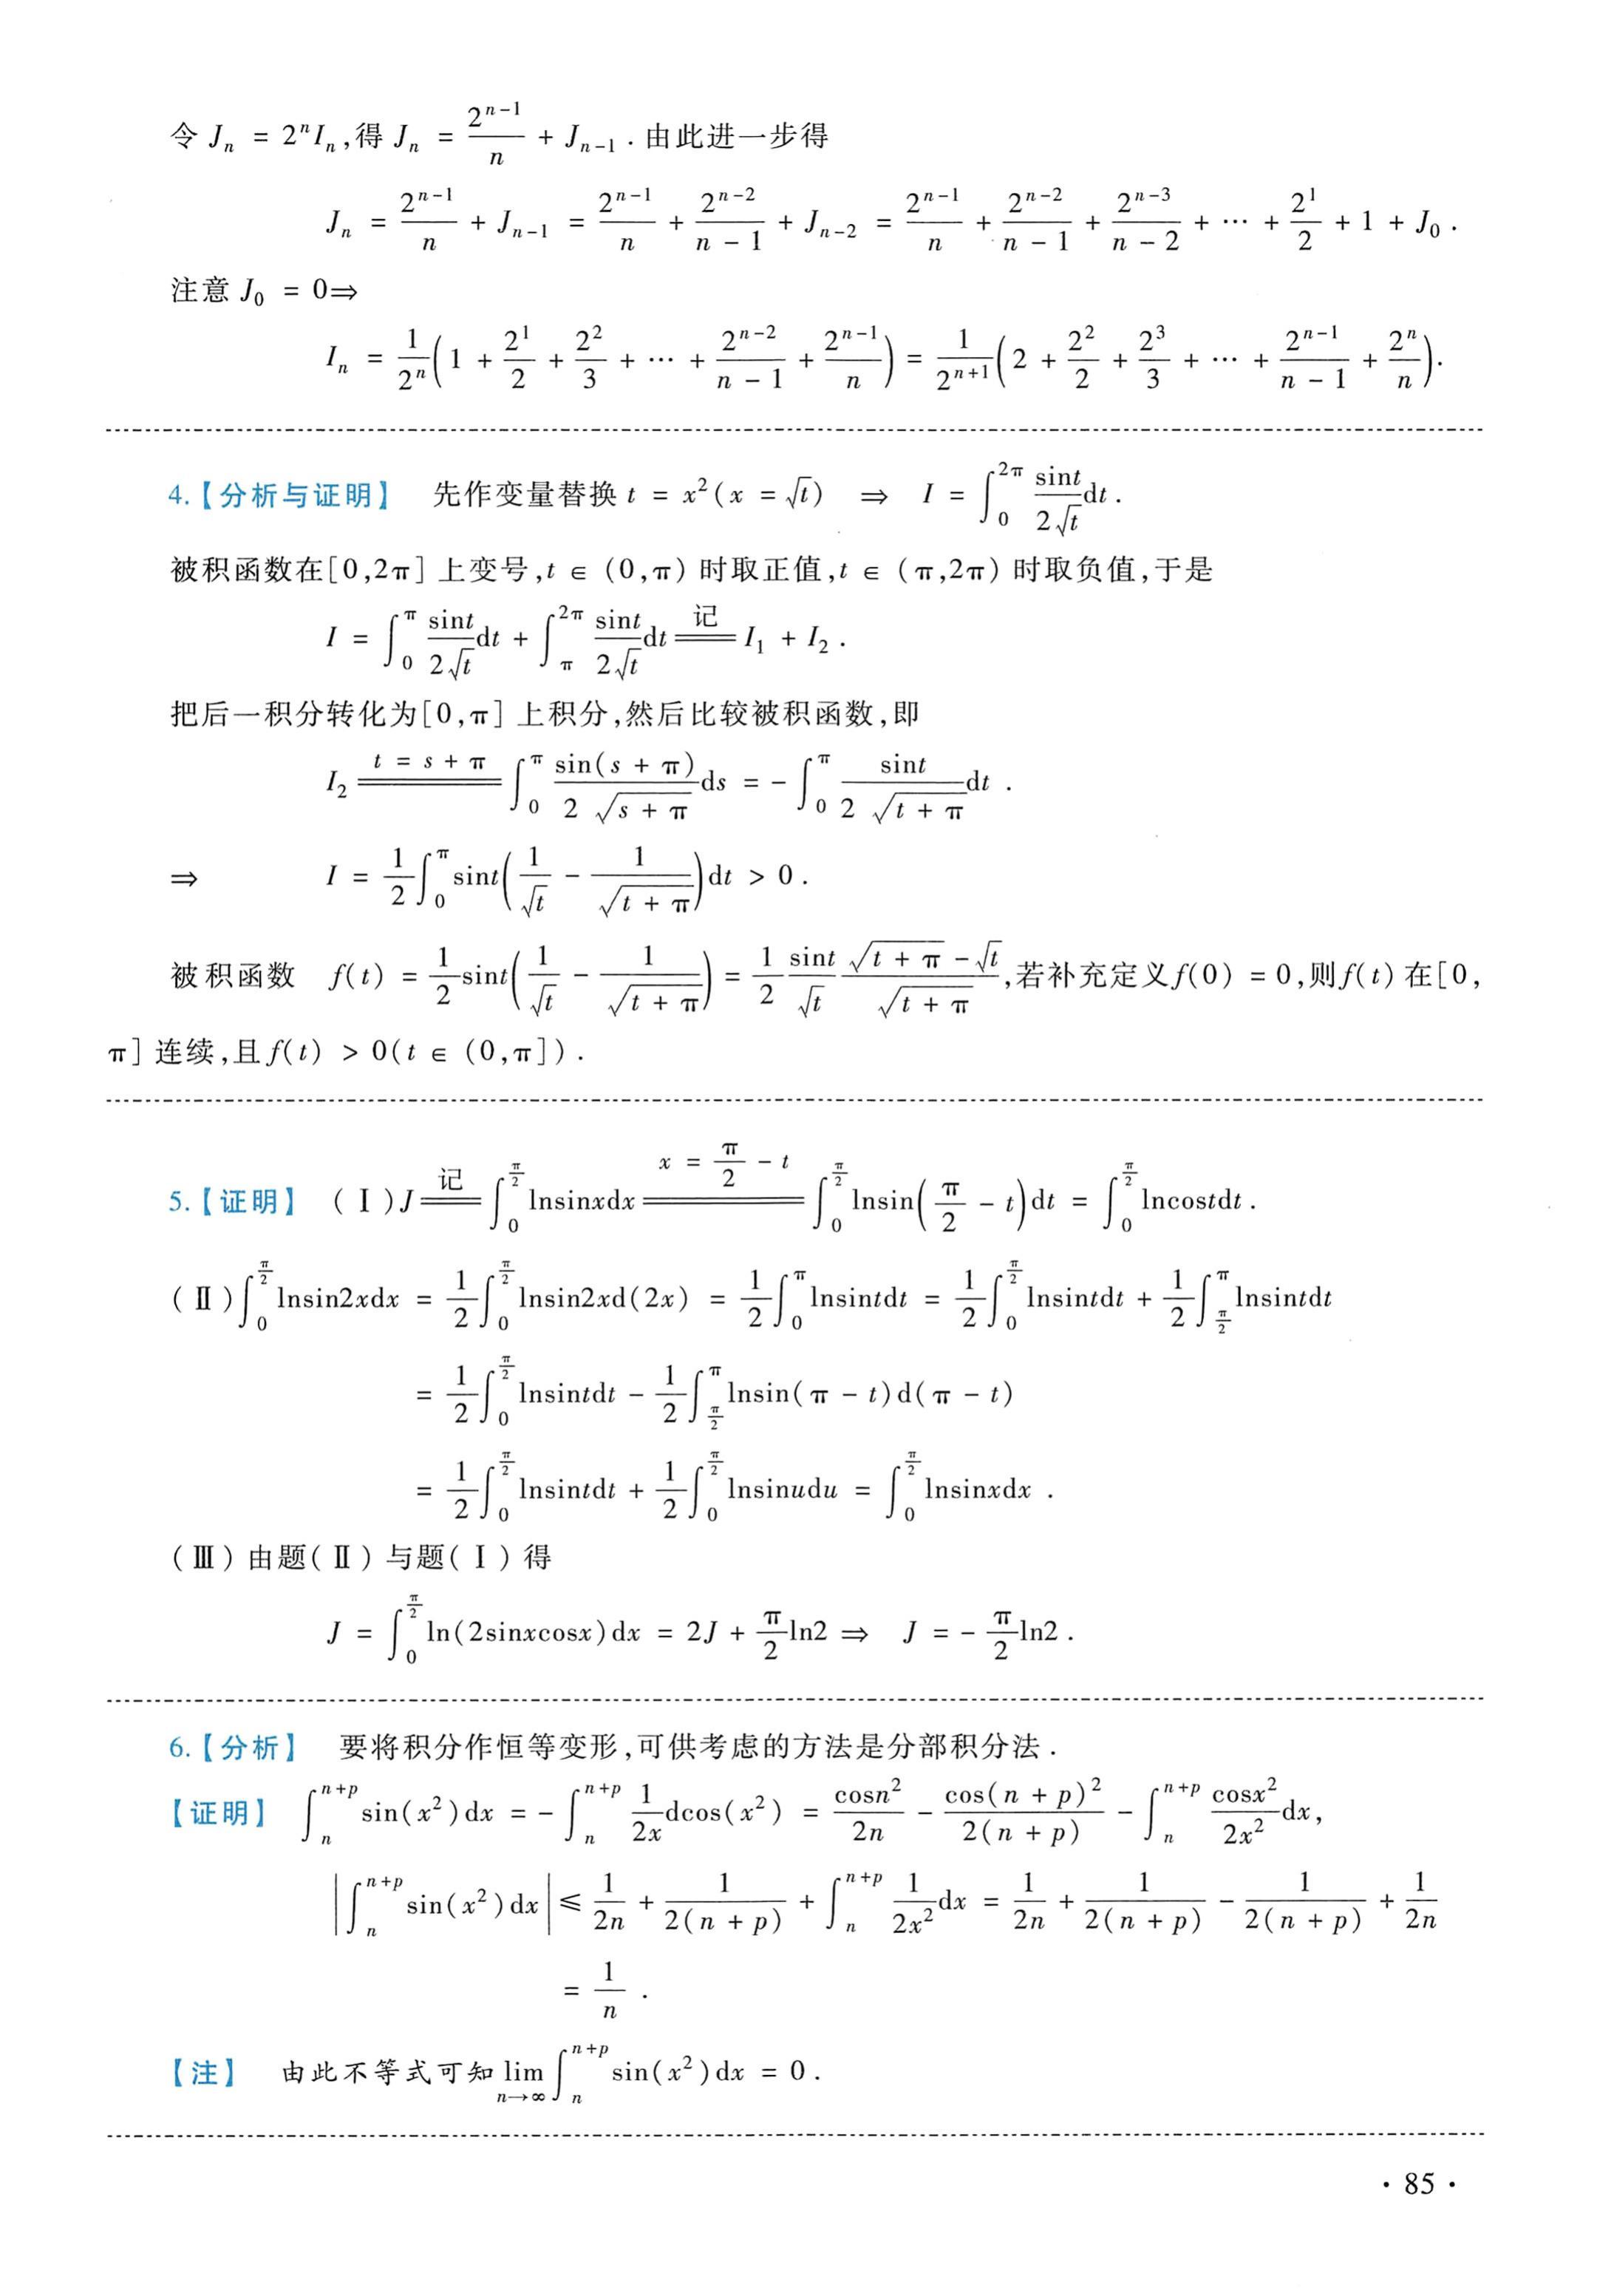 令 $J_n = 2^n I_n$,得 $J_n = \frac{2^{n-1}}{n} + J_{n-1}$ . 由此进一步得
$J_n = \frac{2^{n-1}}{n} + J_{n-1} = \frac{2^{n-1}}{n} + \frac{2^{n-2}}{n-1} + J_{n-2} = \frac{2^{n-1}}{n} + \frac{2^{n-2}}{n-1} + \frac{2^{n-3}}{n-2} + \cdots + \frac{2^1}{2} + 1 + J_0$ .
注意 $J_0 = 0 \Rightarrow$
$I_n = \frac{1}{2^n}\left(1 + \frac{2^1}{2} + \frac{2^2}{3} + \cdots + \frac{2^{n-2}}{n-1} + \frac{2^{n-1}}{n}\right) = \frac{1}{2^{n+1}}\left(2 + \frac{2^2}{2} + \frac{2^3}{3} + \cdots + \frac{2^{n-1}}{n-1} + \frac{2^n}{n}\right)$.
4.【分析与证明】 先作变量替换 $t = x^2 (x = \sqrt{t})$ $\Rightarrow$ $I = \int_0^{2\pi} \frac{\sin t}{2\sqrt{t}} dt$ .
被积函数在$[0,2\pi]$ 上变号,$t \in (0,\pi)$ 时取正值,$t \in (\pi,2\pi)$ 时取负值,于是
$I = \int_0^{\pi} \frac{\sin t}{2\sqrt{t}} dt + \int_{\pi}^{2\pi} \frac{\sin t}{2\sqrt{t}} dt \xlongequal{记} I_1 + I_2$ .
把后一积分转化为$[0,\pi]$ 上积分,然后比较被积函数,即
$I_2 \xlongequal{t = s + \pi} \int_0^{\pi} \frac{\sin(s + \pi)}{2\sqrt{s + \pi}} ds = -\int_0^{\pi} \frac{\sin t}{2\sqrt{t + \pi}} dt$ .
$\Rightarrow$ $I = \frac{1}{2}\int_0^{\pi} \sin t\left(\frac{1}{\sqrt{t}} - \frac{1}{\sqrt{t + \pi}}\right) dt > 0$ .
被积函数 $f(t) = \frac{1}{2}\sin t\left(\frac{1}{\sqrt{t}} - \frac{1}{\sqrt{t + \pi}}\right) = \frac{1}{2} \frac{\sin t}{\sqrt{t}} \frac{\sqrt{t + \pi} - \sqrt{t}}{\sqrt{t + \pi}}$,若补充定义$f(0) = 0$,则$f(t)$ 在$[0,$
$\pi]$ 连续,且$f(t) > 0(t \in (0,\pi])$ .
5.【证明】 (Ⅰ)$J \xlongequal{记} \int_0^{\frac{\pi}{2}} \ln\sin x dx \xlongequal{x = \frac{\pi}{2} - t} \int_0^{\frac{\pi}{2}} \ln\sin\left(\frac{\pi}{2} - t\right) dt = \int_0^{\frac{\pi}{2}} \ln\cos t dt$ .
(Ⅱ)$\int_0^{\frac{\pi}{2}} \ln\sin 2x dx = \frac{1}{2}\int_0^{\frac{\pi}{2}} \ln\sin 2x d(2x) = \frac{1}{2}\int_0^{\pi} \ln\sin t dt = \frac{1}{2}\int_0^{\frac{\pi}{2}} \ln\sin t dt + \frac{1}{2}\int_{\frac{\pi}{2}}^{\pi} \ln\sin t dt$
$= \frac{1}{2}\int_0^{\frac{\pi}{2}} \ln\sin t dt - \frac{1}{2}\int_{\frac{\pi}{2}}^{\pi} \ln\sin(\pi - t) d(\pi - t)$
$= \frac{1}{2}\int_0^{\frac{\pi}{2}} \ln\sin t dt + \frac{1}{2}\int_0^{\frac{\pi}{2}} \ln\sin u du = \int_0^{\frac{\pi}{2}} \ln\sin x dx$ .
(Ⅲ) 由题(Ⅱ) 与题(Ⅰ) 得
$J = \int_0^{\frac{\pi}{2}} \ln(2\sin x\cos x) dx = 2J + \frac{\pi}{2}\ln 2 \Rightarrow J = -\frac{\pi}{2}\ln 2$ .
6.【分析】 要将积分作恒等变形,可供考虑的方法是分部积分法 .
【证明】 $\int_n^{n+p} \sin(x^2) dx = -\int_n^{n+p} \frac{1}{2x} d\cos(x^2) = \frac{\cos n^2}{2n} - \frac{\cos(n + p)^2}{2(n + p)} - \int_n^{n+p} \frac{\cos x^2}{2x^2} dx$,
$\left|\int_n^{n+p} \sin(x^2) dx\right| \leqslant \frac{1}{2n} + \frac{1}{2(n + p)} + \int_n^{n+p} \frac{1}{2x^2} dx = \frac{1}{2n} + \frac{1}{2(n + p)} - \frac{1}{2(n + p)} + \frac{1}{2n}$
$= \frac{1}{n}$ .
【注】 由此不等式可知 $\lim_{n \to \infty} \int_n^{n+p} \sin(x^2) dx = 0$ .
· 85 ·